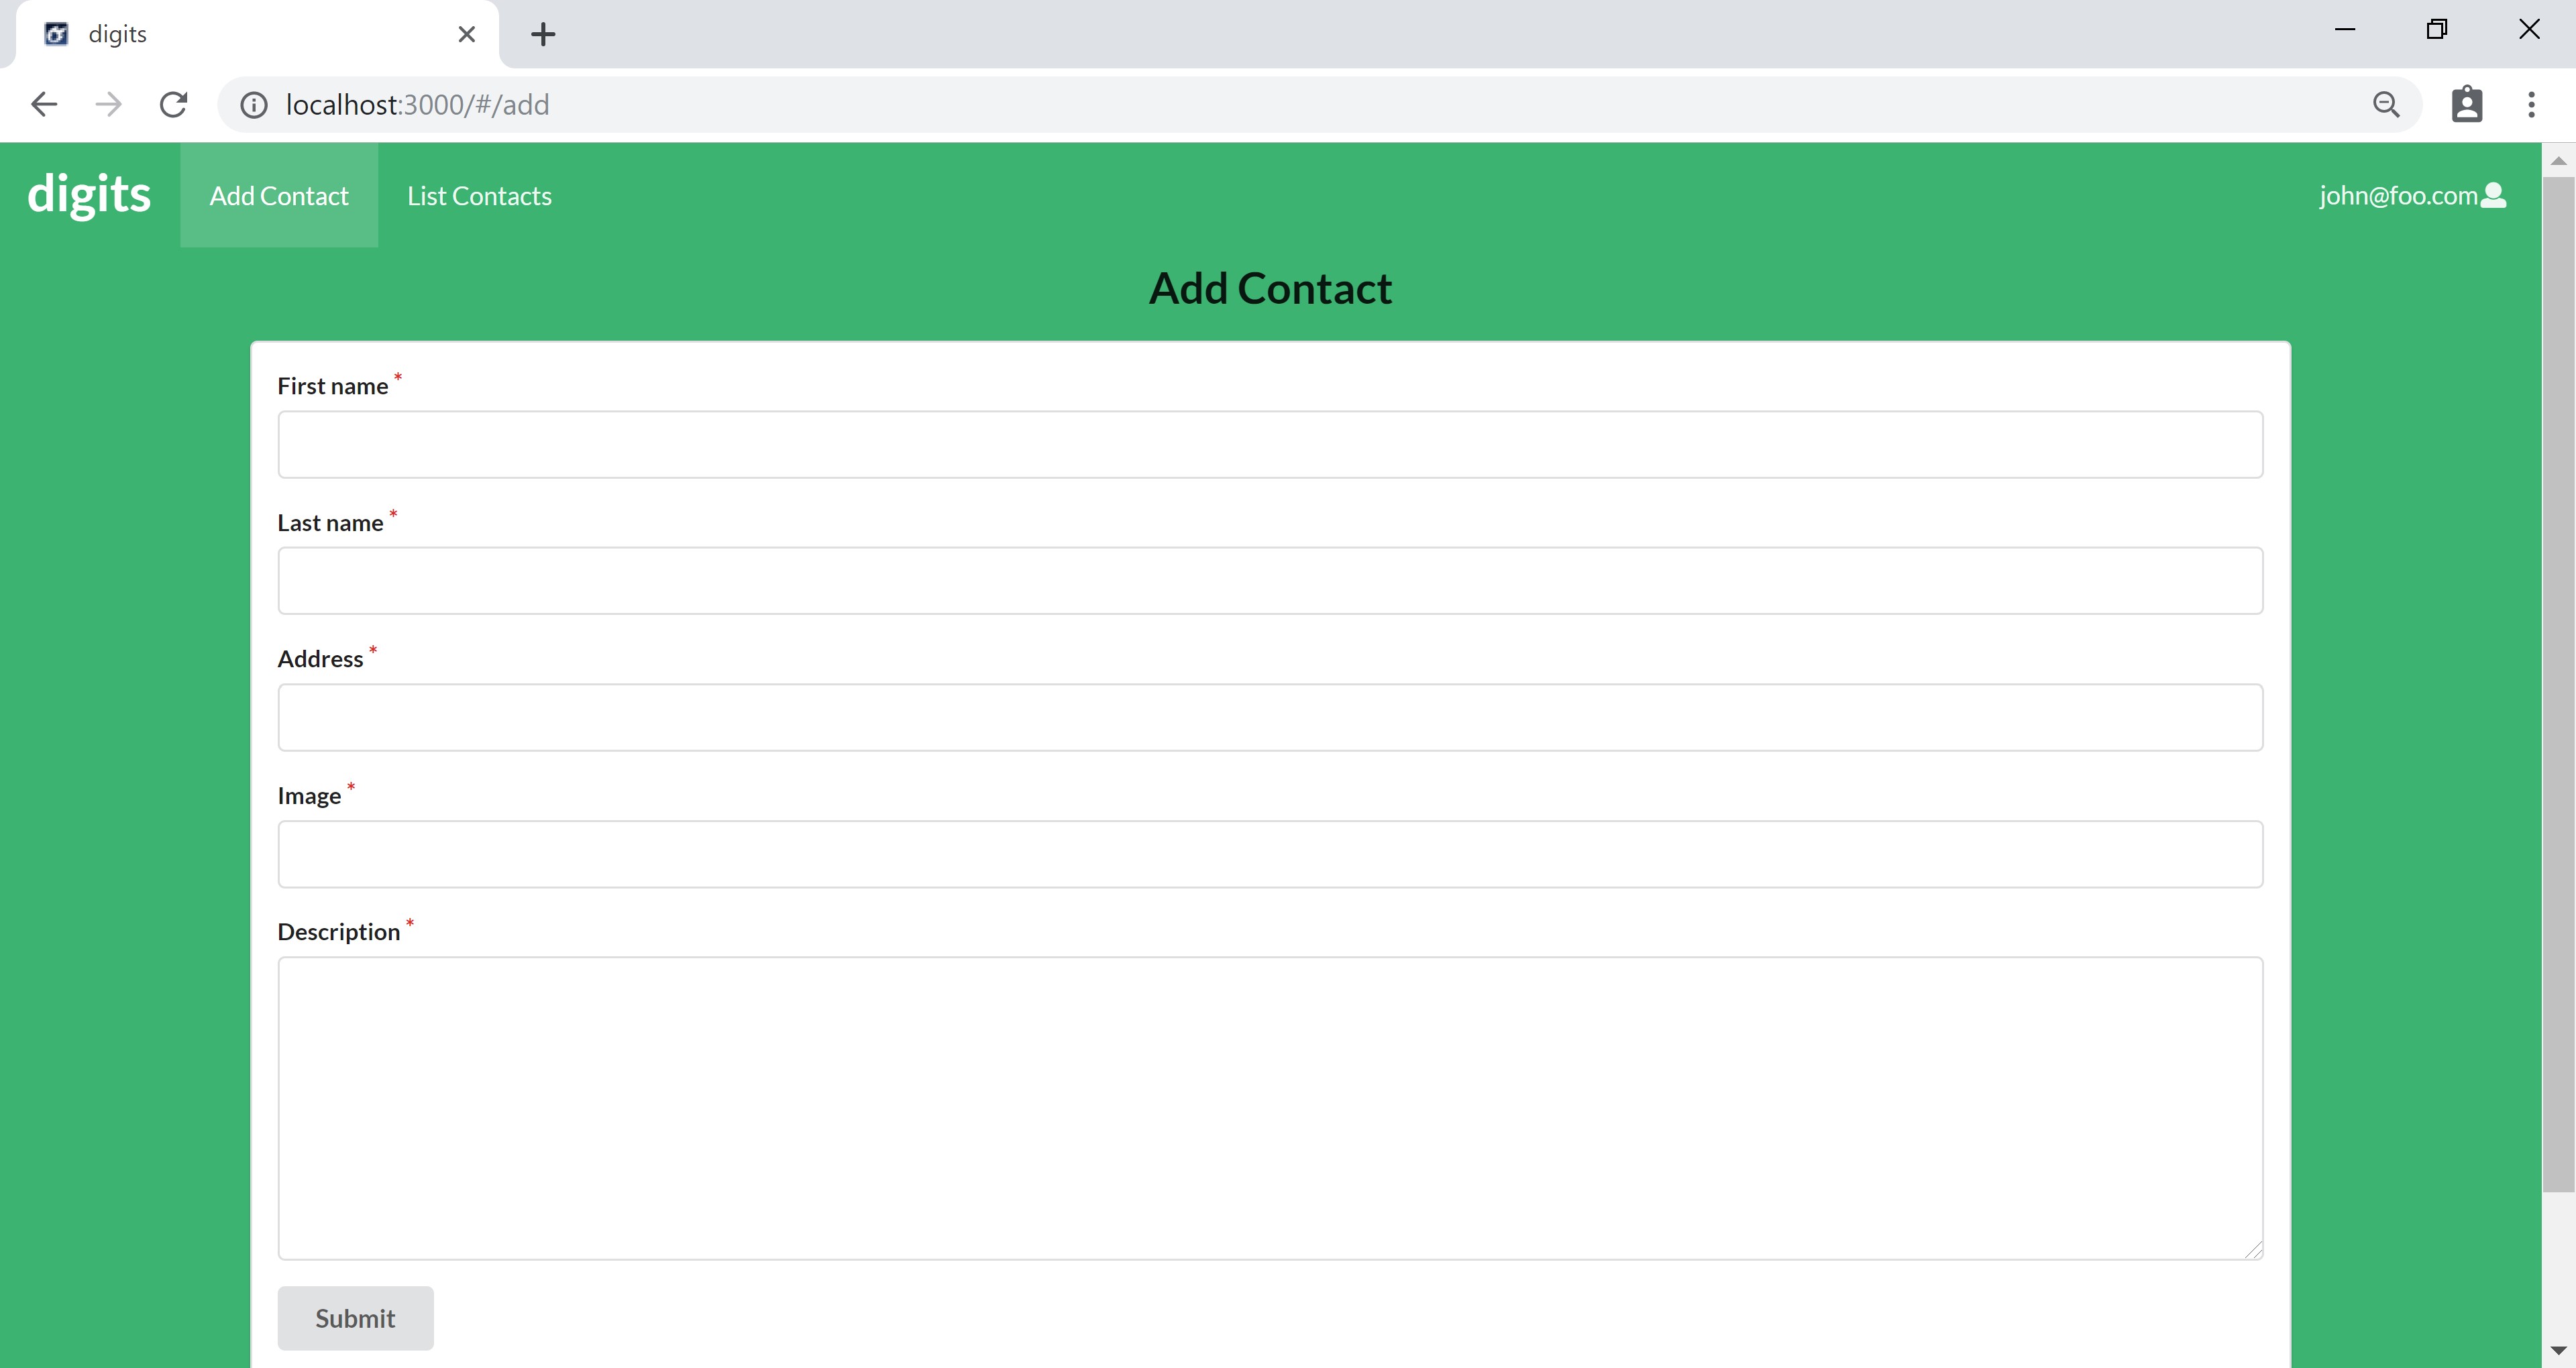 digits
localhost:3000/#/add
digits Add Contact List Contacts john@foo.com
Add Contact
First name *
Last name *
Address *
Image *
Description *
Submit